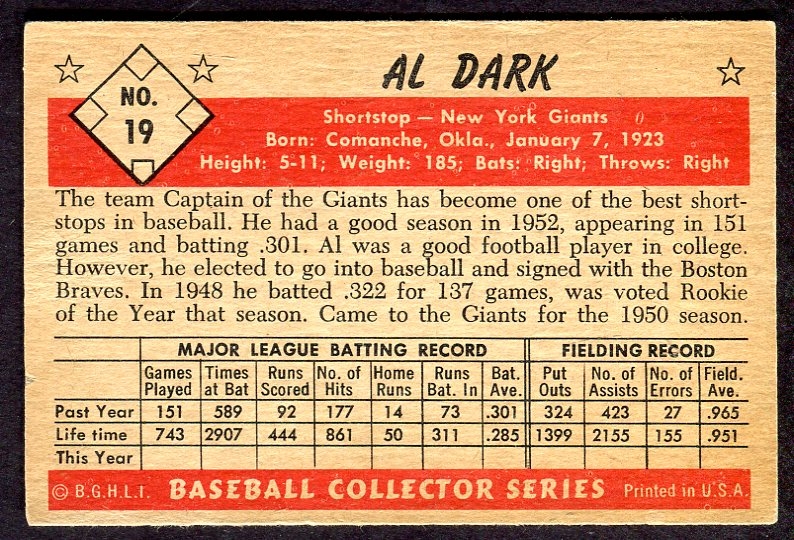 NO.
19
AL DARK
Shortstop — New York Giants
Born: Comanche, Okla., January 7, 1923
Height: 5-11; Weight: 185; Bats: Right; Throws: Right
The team Captain of the Giants has become one of the best short-
stops in baseball. He had a good season in 1952, appearing in 151
games and batting .301. Al was a good football player in college.
However, he elected to go into baseball and signed with the Boston
Braves. In 1948 he batted .322 for 137 games, was voted Rookie
of the Year that season. Came to the Giants for the 1950 season.
MAJOR LEAGUE BATTING RECORD FIELDING RECORD
Games Times Runs No. of Home Runs Bat. Put No. of No. of Field.
Played at Bat Scored Hits Runs Bat. In Ave. Outs Assists Errors Ave.
Past Year 151 589 92 177 14 73 .301 324 423 27 .965
Life time 743 2907 444 861 50 311 .285 1399 2155 155 .951
This Year
© B.G.H.L.T. BASEBALL COLLECTOR SERIES Printed in U.S.A.